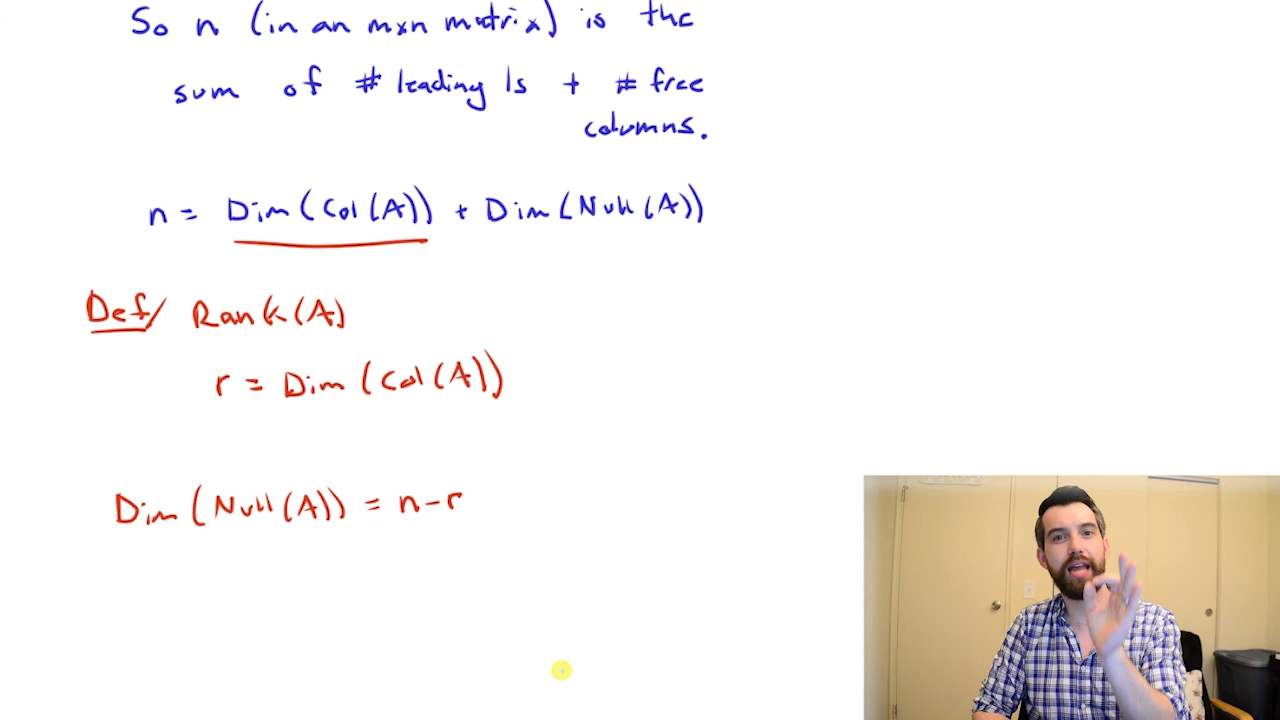 So n (in an mxn matrix) is the
sum of # leading 1s + # free
columns.
n = Dim(Col(A)) + Dim(Null(A))
Def/ Rank(A)
r = Dim(Col(A))
Dim(Null(A)) = n-r